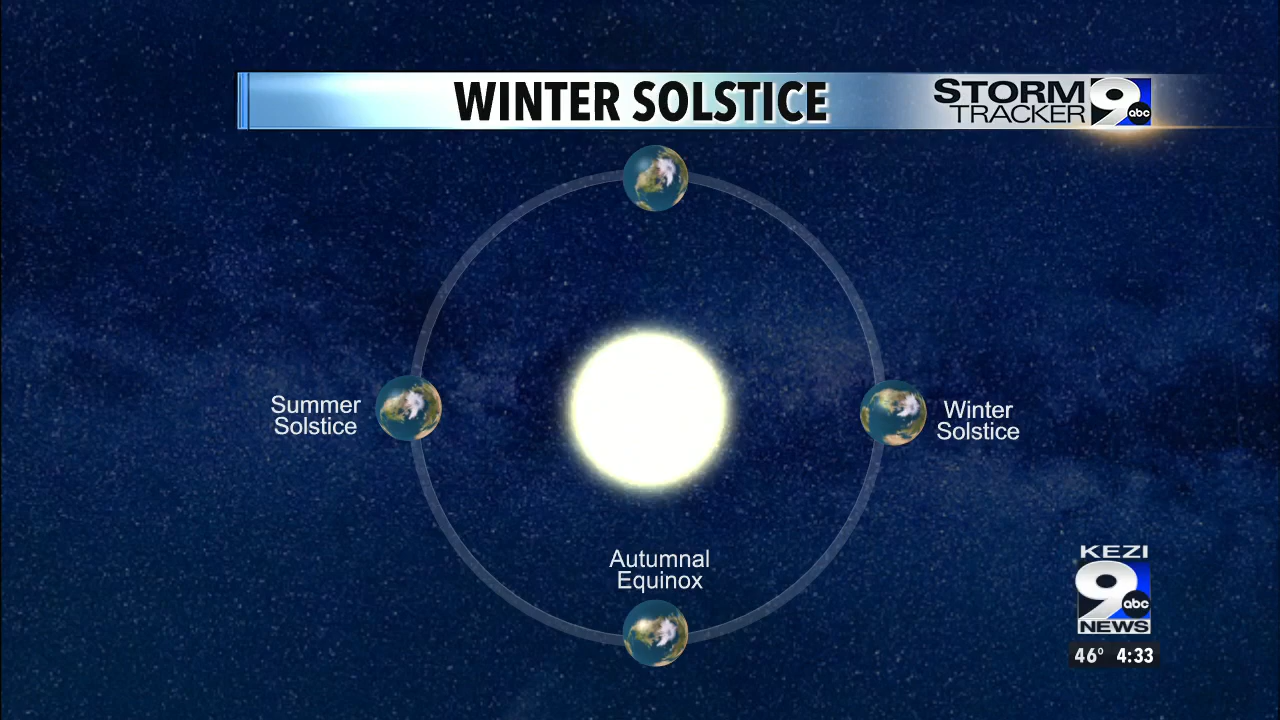 WINTER SOLSTICE
STORM
TRACKER
9
abc
Summer
Solstice
Winter
Solstice
Autumnal
Equinox
KEZI
9
abc
NEWS
46° 4:33